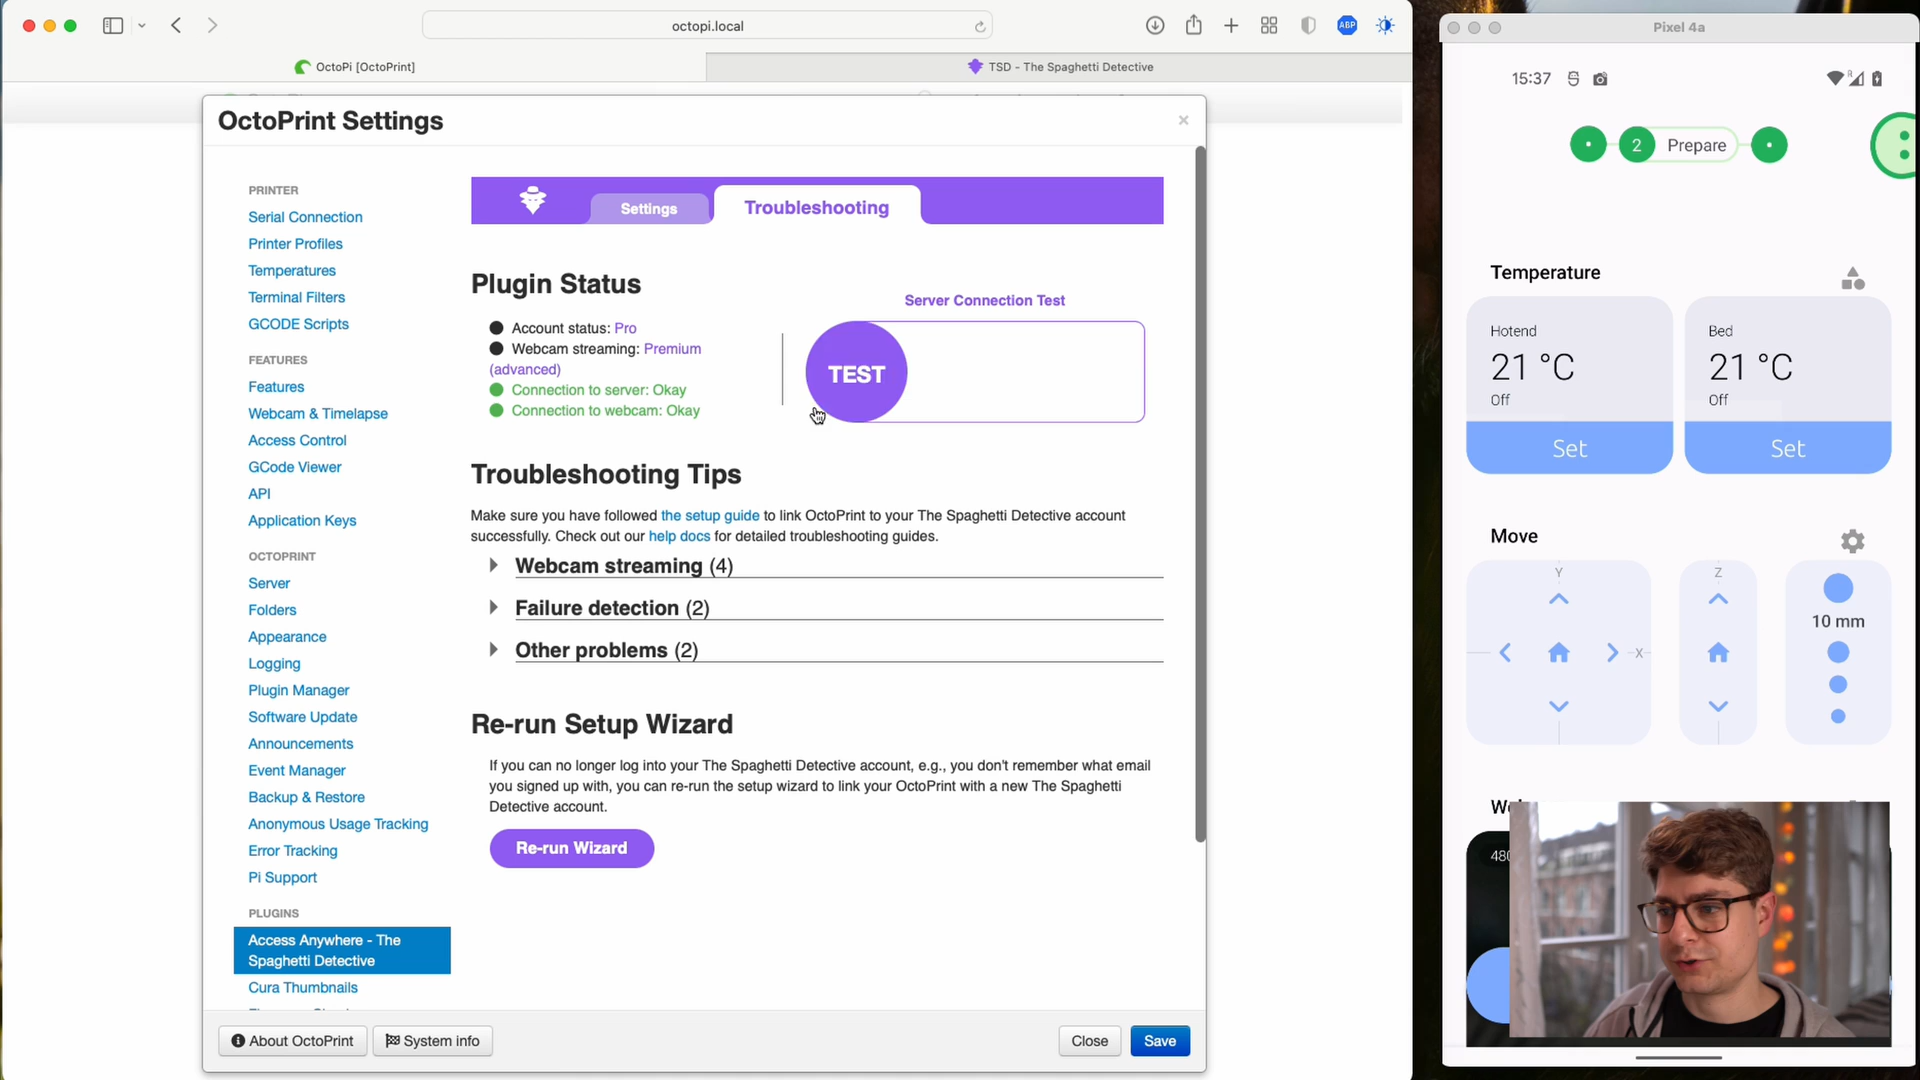 octopi.local
ABP
OctoPi [OctoPrint]
TSD - The Spaghetti Detective
OctoPrint Settings
×
PRINTER
Serial Connection
Printer Profiles
Temperatures
Terminal Filters
GCODE Scripts
FEATURES
Features
Webcam & Timelapse
Access Control
GCode Viewer
API
Application Keys
OCTOPRINT
Server
Folders
Appearance
Logging
Plugin Manager
Software Update
Announcements
Event Manager
Backup & Restore
Anonymous Usage Tracking
Error Tracking
Pi Support
PLUGINS
Access Anywhere - The
Spaghetti Detective
Cura Thumbnails
Settings
Troubleshooting
Plugin Status
Account status: Pro
Webcam streaming: Premium
(advanced)
Connection to server: Okay
Connection to webcam: Okay
Server Connection Test
TEST
Troubleshooting Tips
Make sure you have followed the setup guide to link OctoPrint to your The Spaghetti Detective account
successfully. Check out our help docs for detailed troubleshooting guides.
Webcam streaming (4)
Failure detection (2)
Other problems (2)
Re-run Setup Wizard
If you can no longer log into your The Spaghetti Detective account, e.g., you don't remember what email
you signed up with, you can re-run the setup wizard to link your OctoPrint with a new The Spaghetti
Detective account.
Re-run Wizard
About OctoPrint
System info
Close
Save
Pixel 4a
15:37
2
Prepare
Temperature
Hotend
21 °C
Off
Set
Bed
21 °C
Off
Set
Move
Y
Z
X
10 mm
We
480